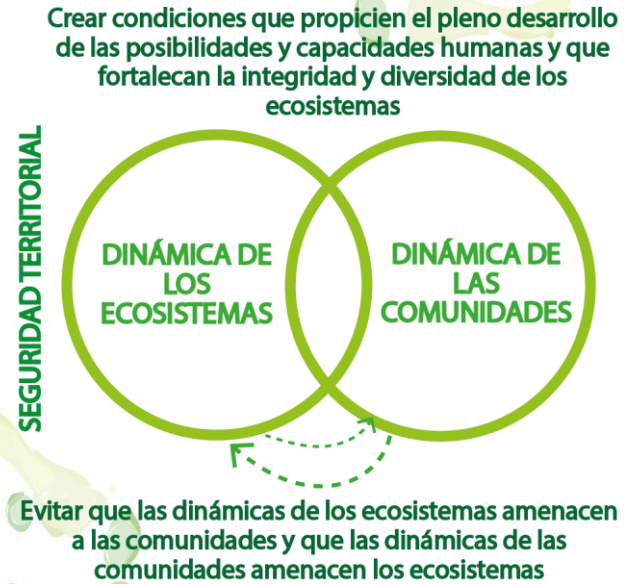 Crear condiciones que propicien el pleno desarrollo
de las posibilidades y capacidades humanas y que
fortalecan la integridad y diversidad de los
ecosistemas
SEGURIDAD TERRITORIAL
DINÁMICA DE
LOS
ECOSISTEMAS
DINÁMICA DE
LAS
COMUNIDADES
Evitar que las dinámicas de los ecosistemas amenacen
a las comunidades y que las dinámicas de las
comunidades amenacen los ecosistemas